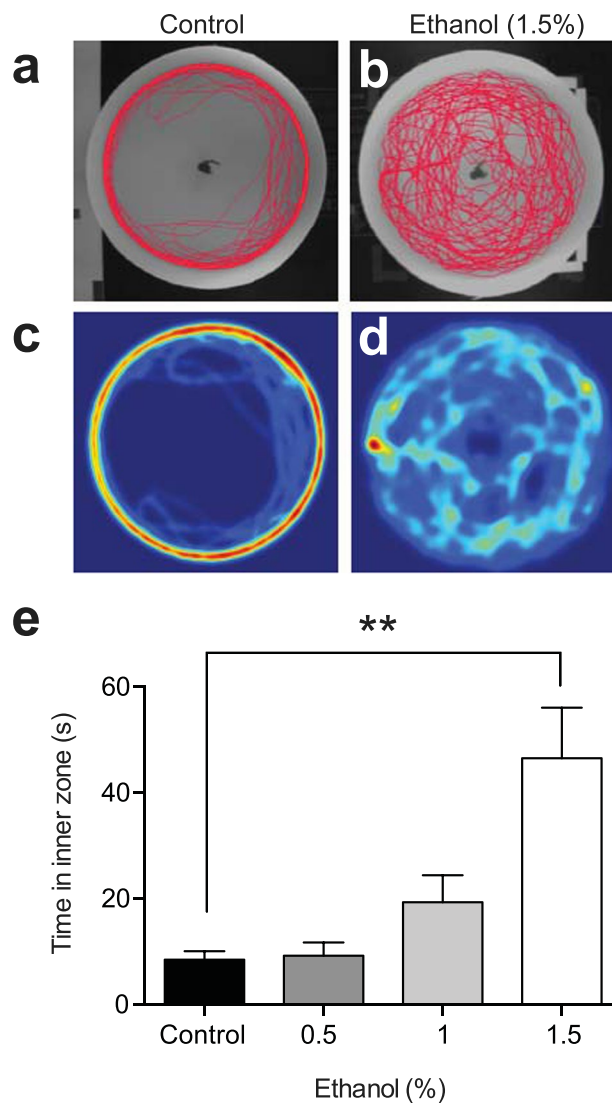 Control
Ethanol (1.5%)
a
b
c
d
e
**
Time in inner zone (s)
60
40
20
0
Control
0.5
1
1.5
Ethanol (%)